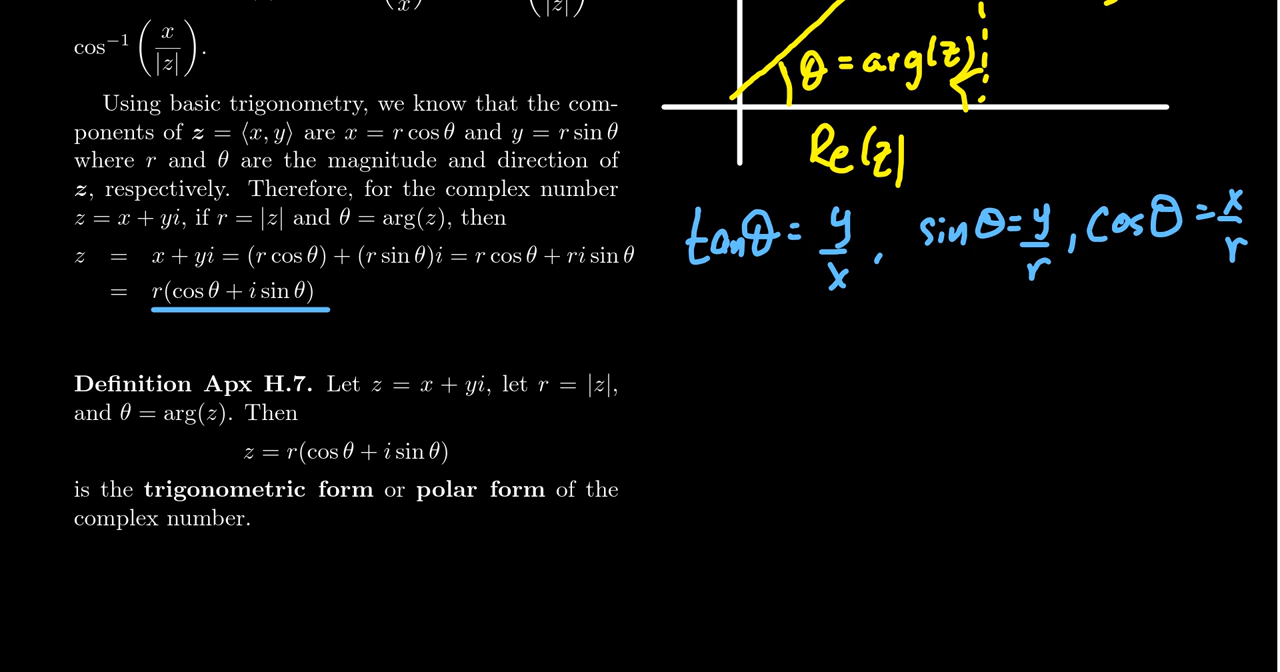 cos⁻¹ (x/|z|).
Using basic trigonometry, we know that the com-
ponents of z = ⟨x, y⟩ are x = r cos θ and y = r sin θ
where r and θ are the magnitude and direction of
z, respectively. Therefore, for the complex number
z = x + yi, if r = |z| and θ = arg(z), then
z = x + yi = (r cos θ) + (r sin θ)i = r cos θ + ri sin θ
= r(cos θ + i sin θ)
Definition Apx H.7. Let z = x + yi, let r = |z|,
and θ = arg(z). Then
z = r(cos θ + i sin θ)
is the trigonometric form or polar form of the
complex number.
θ = arg(z)
Re(z)
tanθ = y/x, sinθ = y/r, cosθ = x/r